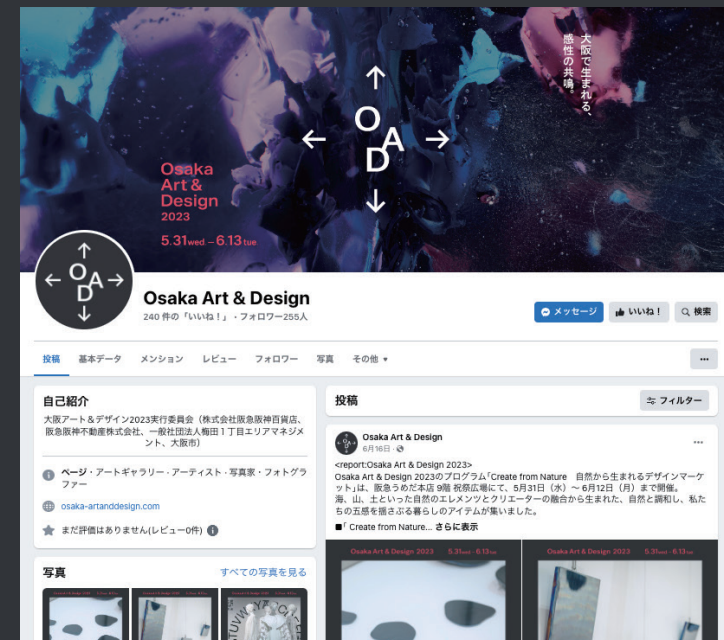 大阪で生まれる、
感性の共鳴。
OAD
Osaka
Art &
Design
2023
5.31wed – 6.13tue
OAD
Osaka Art & Design
240 件の「いいね！」・フォロワー255人
メッセージ
いいね！
検索
投稿 基本データ メンション レビュー フォロワー 写真 その他
自己紹介
大阪アート＆デザイン2023実行委員会（株式会社阪急阪神百貨店、
阪急阪神不動産株式会社、一般社団法人梅田１丁目エリアマネジメ
ント、大阪市）
ページ・アートギャラリー・アーティスト・写真家・フォトグラ
ファー
osaka-artanddesign.com
まだ評価はありません(レビュー0件)
写真 すべての写真を見る
投稿 フィルター
Osaka Art & Design
6月16日
<report:Osaka Art & Design 2023>
Osaka Art & Design 2023のプログラム｢Create from Nature　自然から生まれるデザインマーケ
ット｣は、阪急うめだ本店 9階 祝祭広場にて、5月31日（水）～ 6月12日（月）まで開催。
海、山、土といった自然のエレメンツとクリエーターの融合から生まれた、自然と調和し、私た
ちの五感を揺さぶる暮らしのアイテムが集いました。
■｢ Create from Nature... さらに表示
Osaka Art & Design 2023 5.31wed – 6.13tue
Osaka Art & Design 2023 5.31wed – 6.13tue